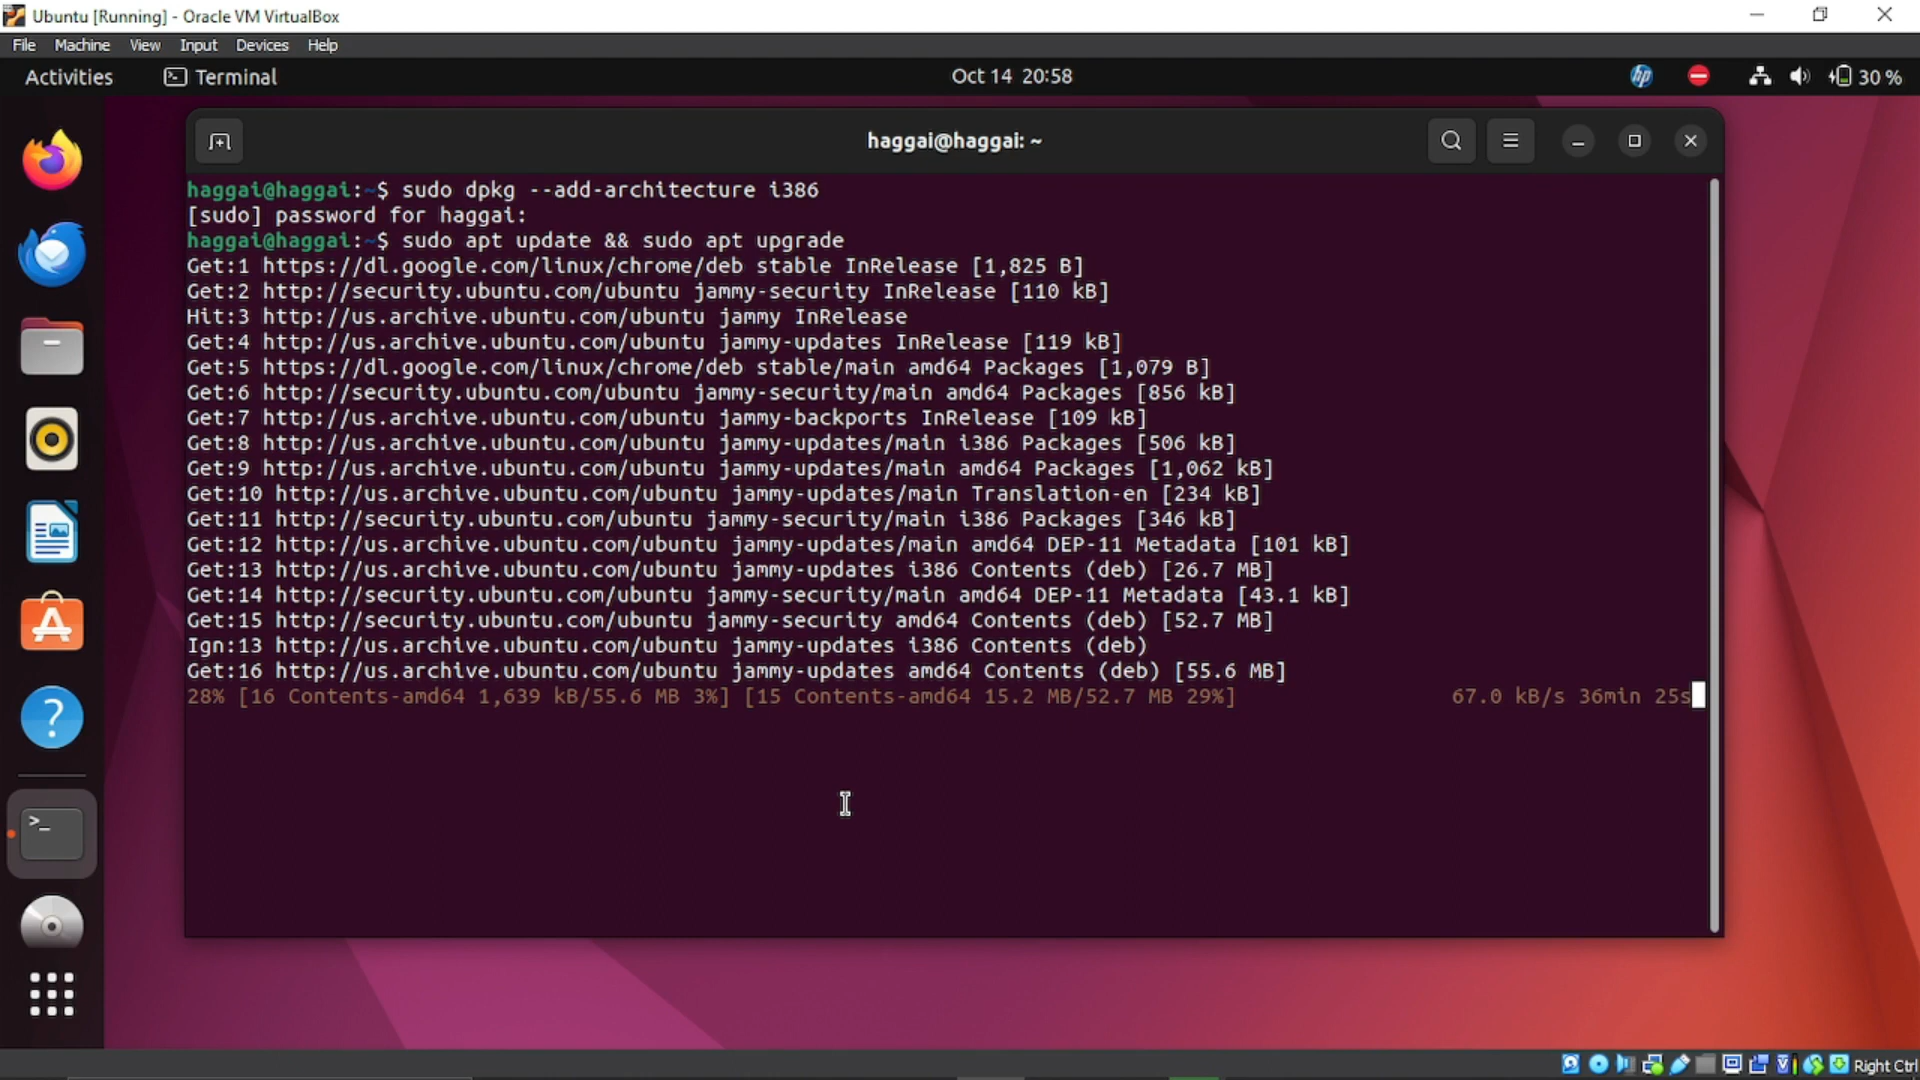 Ubuntu [Running] - Oracle VM VirtualBox
File Machine View Input Devices Help
Activities Terminal Oct 14 20:58 hp 30 %
haggai@haggai: ~
haggai@haggai:~$ sudo dpkg --add-architecture i386
[sudo] password for haggai:
haggai@haggai:~$ sudo apt update && sudo apt upgrade
Get:1 https://dl.google.com/linux/chrome/deb stable InRelease [1,825 B]
Get:2 http://security.ubuntu.com/ubuntu jammy-security InRelease [110 kB]
Hit:3 http://us.archive.ubuntu.com/ubuntu jammy InRelease
Get:4 http://us.archive.ubuntu.com/ubuntu jammy-updates InRelease [119 kB]
Get:5 https://dl.google.com/linux/chrome/deb stable/main amd64 Packages [1,079 B]
Get:6 http://security.ubuntu.com/ubuntu jammy-security/main amd64 Packages [856 kB]
Get:7 http://us.archive.ubuntu.com/ubuntu jammy-backports InRelease [109 kB]
Get:8 http://us.archive.ubuntu.com/ubuntu jammy-updates/main i386 Packages [506 kB]
Get:9 http://us.archive.ubuntu.com/ubuntu jammy-updates/main amd64 Packages [1,062 kB]
Get:10 http://us.archive.ubuntu.com/ubuntu jammy-updates/main Translation-en [234 kB]
Get:11 http://security.ubuntu.com/ubuntu jammy-security/main i386 Packages [346 kB]
Get:12 http://us.archive.ubuntu.com/ubuntu jammy-updates/main amd64 DEP-11 Metadata [101 kB]
Get:13 http://us.archive.ubuntu.com/ubuntu jammy-updates i386 Contents (deb) [26.7 MB]
Get:14 http://security.ubuntu.com/ubuntu jammy-security/main amd64 DEP-11 Metadata [43.1 kB]
Get:15 http://security.ubuntu.com/ubuntu jammy-security amd64 Contents (deb) [52.7 MB]
Ign:13 http://us.archive.ubuntu.com/ubuntu jammy-updates i386 Contents (deb)
Get:16 http://us.archive.ubuntu.com/ubuntu jammy-updates amd64 Contents (deb) [55.6 MB]
28% [16 Contents-amd64 1,639 kB/55.6 MB 3%] [15 Contents-amd64 15.2 MB/52.7 MB 29%] 67.0 kB/s 36min 25s
Right Ctrl